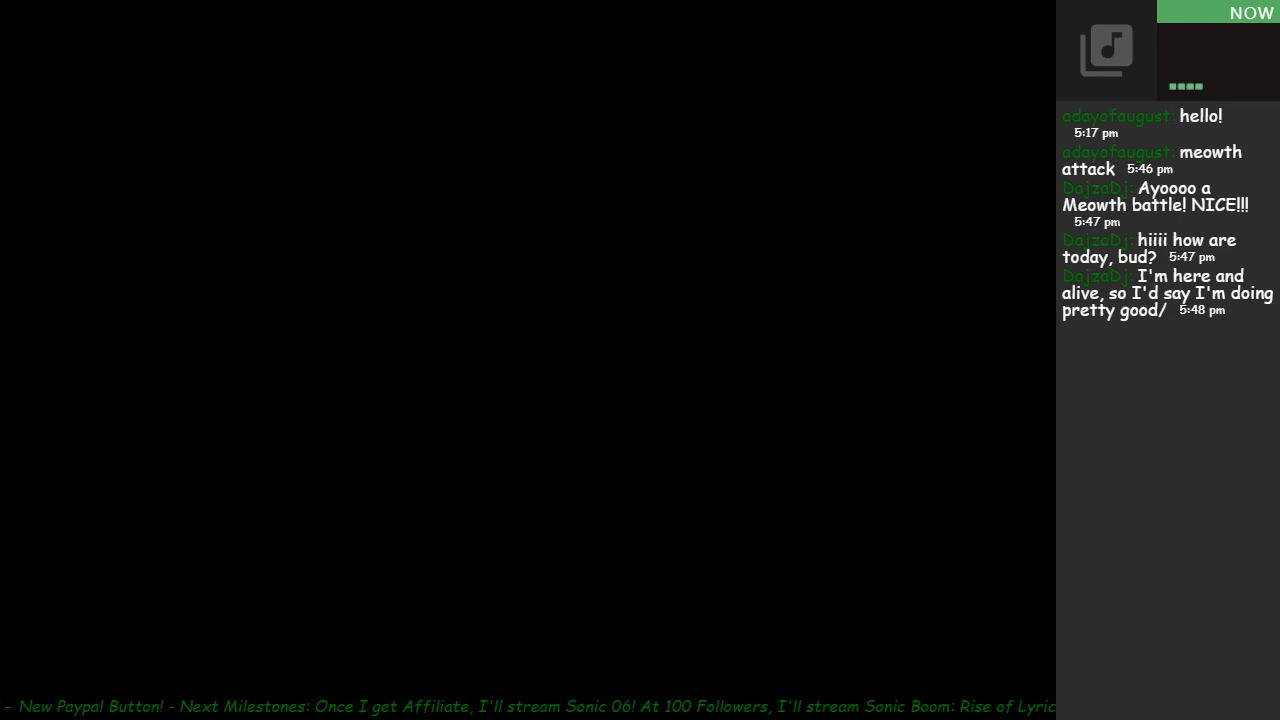 NOW
adayofaugust: hello!
5:17 pm
adayofaugust: meowth
attack 5:46 pm
DajzaDj: Ayoooo a
Meowth battle! NICE!!!
5:47 pm
DajzaDj: hiiii how are
today, bud? 5:47 pm
DajzaDj: I'm here and
alive, so I'd say I'm doing
pretty good/ 5:48 pm
- New Paypal Button! - Next Milestones: Once I get Affiliate, I'll stream Sonic 06! At 100 Followers, I'll stream Sonic Boom: Rise of Lyric